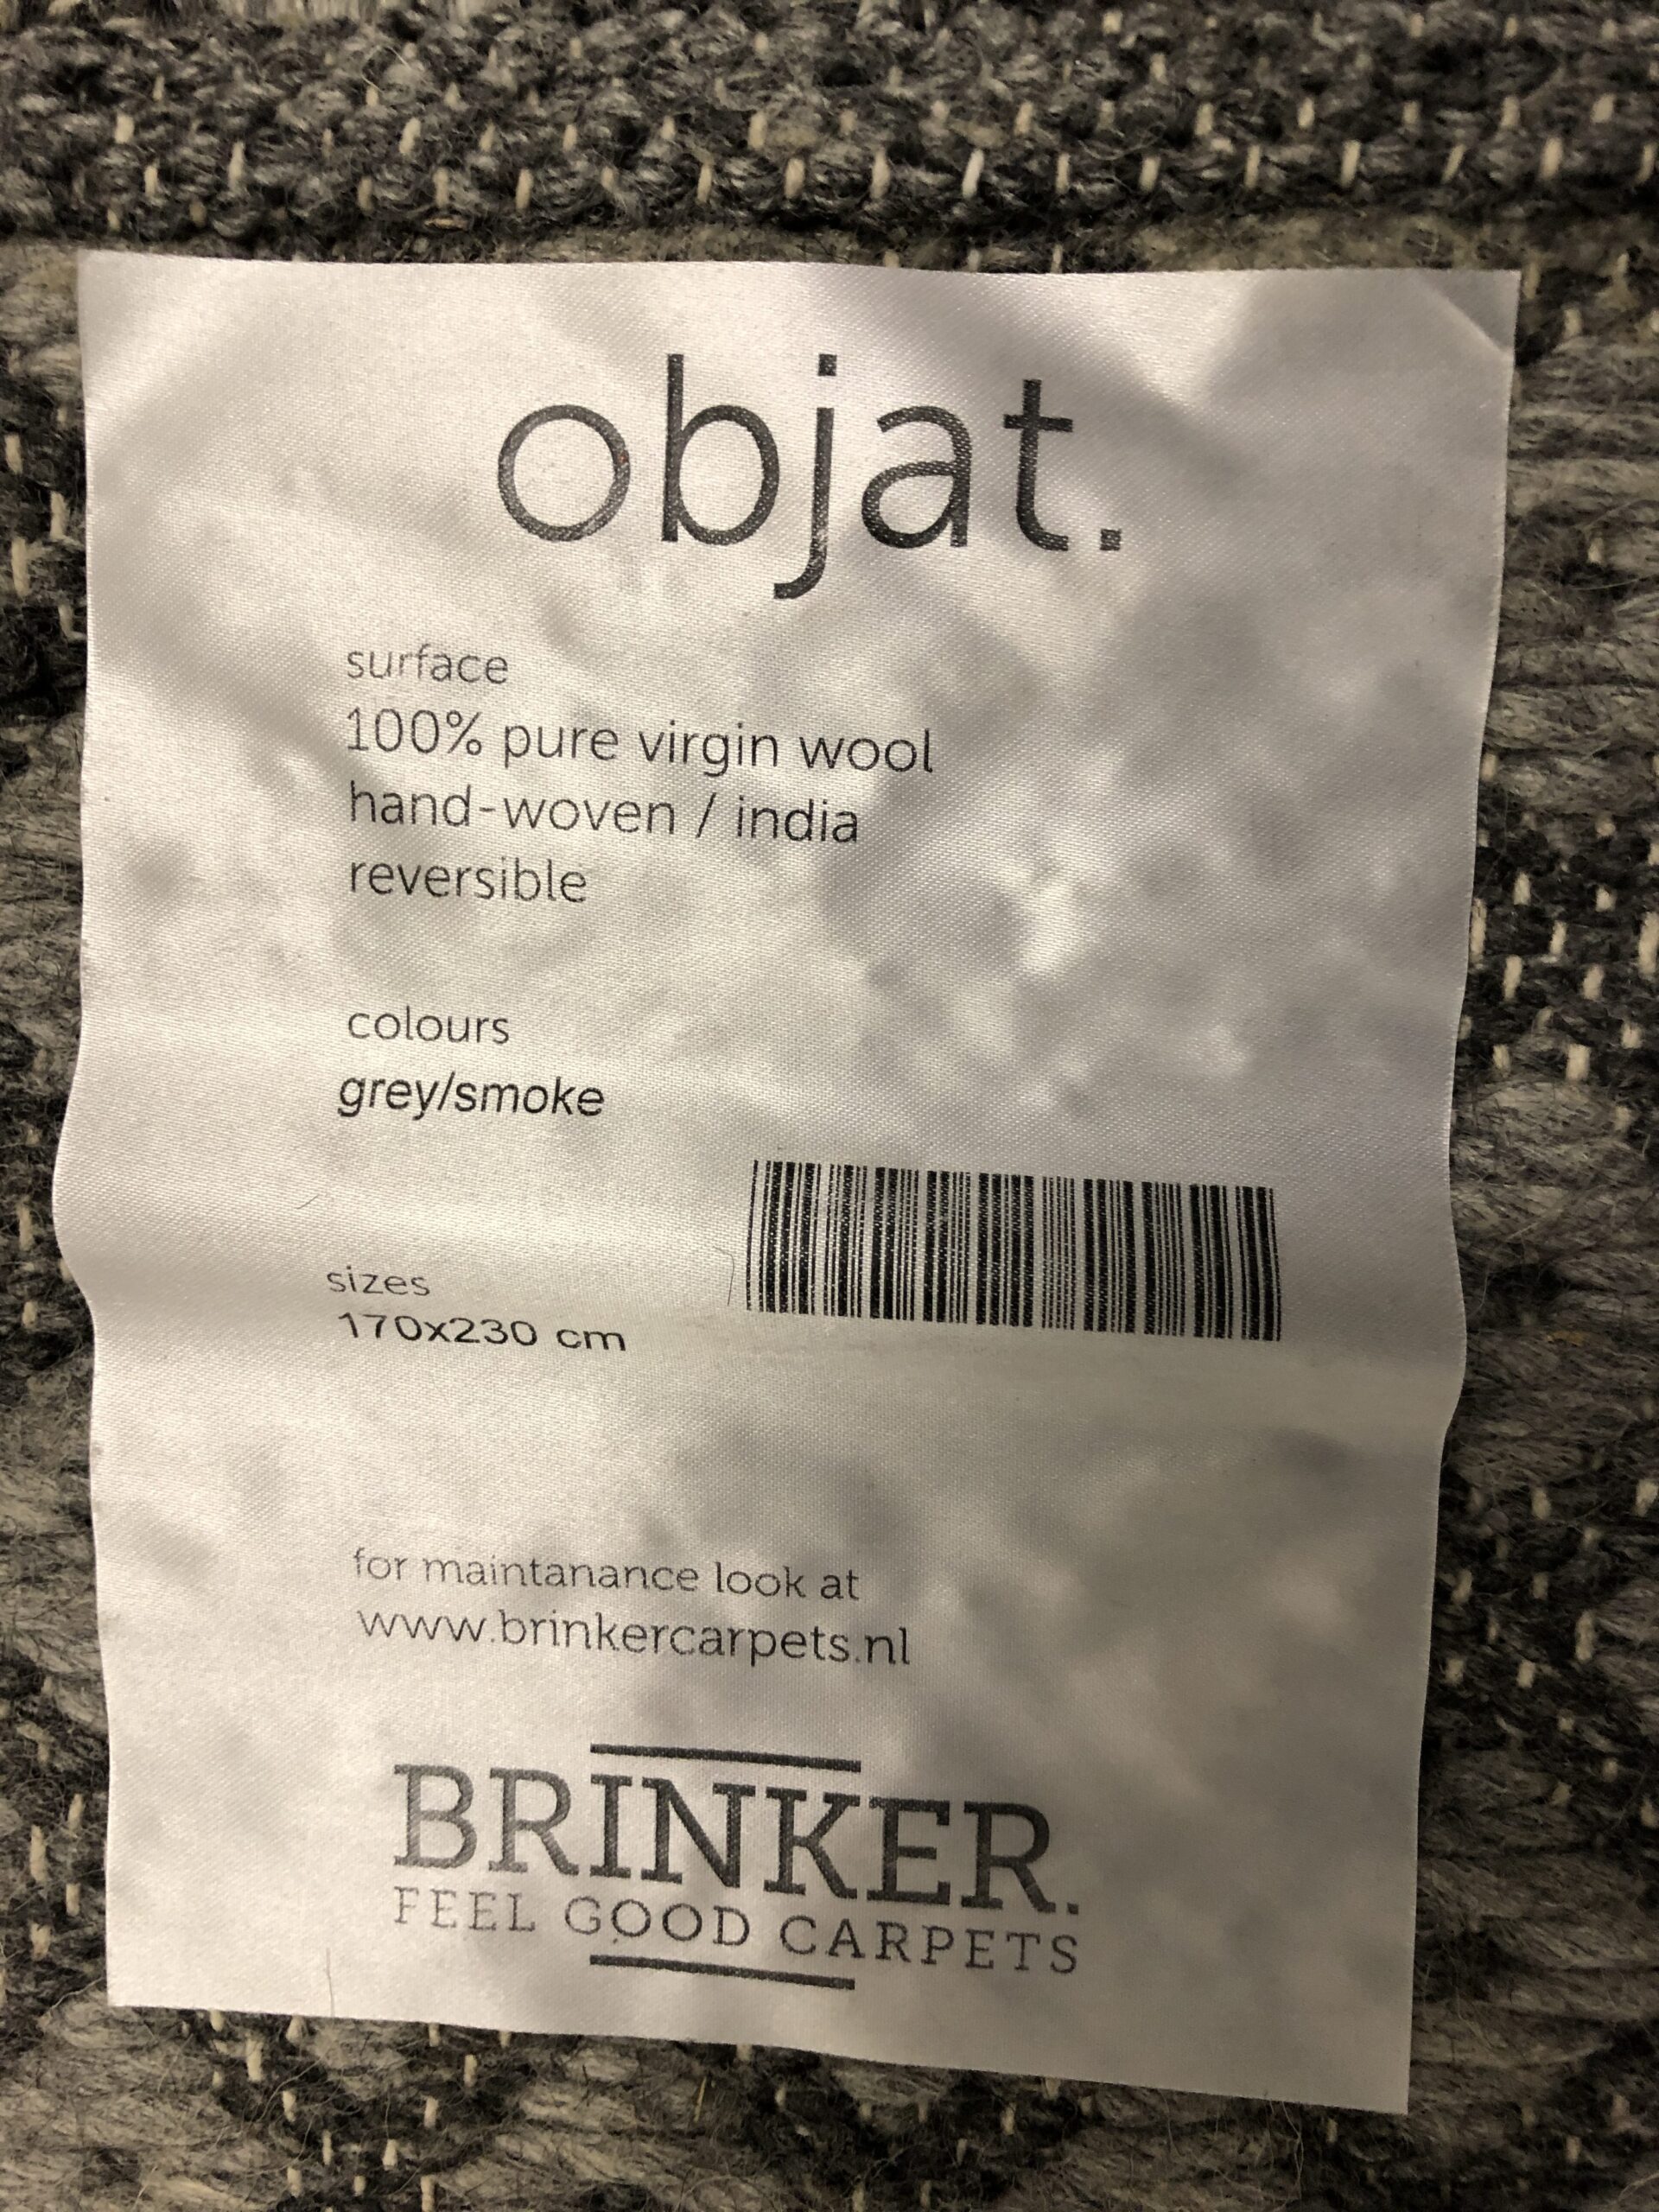 objat.
surface
100% pure virgin wool
hand-woven / india
reversible
colours
grey/smoke
sizes
170x230 cm
for maintanance look at
www.brinkercarpets.nl
BRINKER.
FEEL GOOD CARPETS